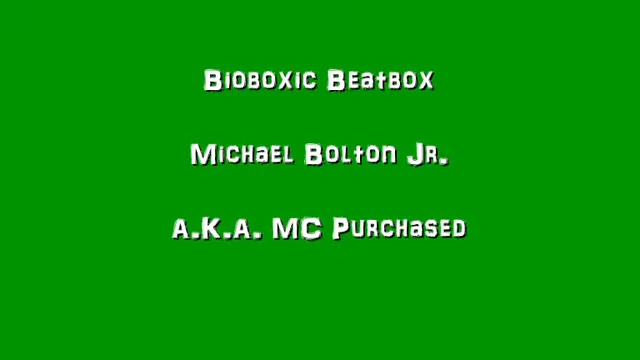 Bioboxic Beatbox
Michael Bolton Jr.
A.K.A. MC Purchased